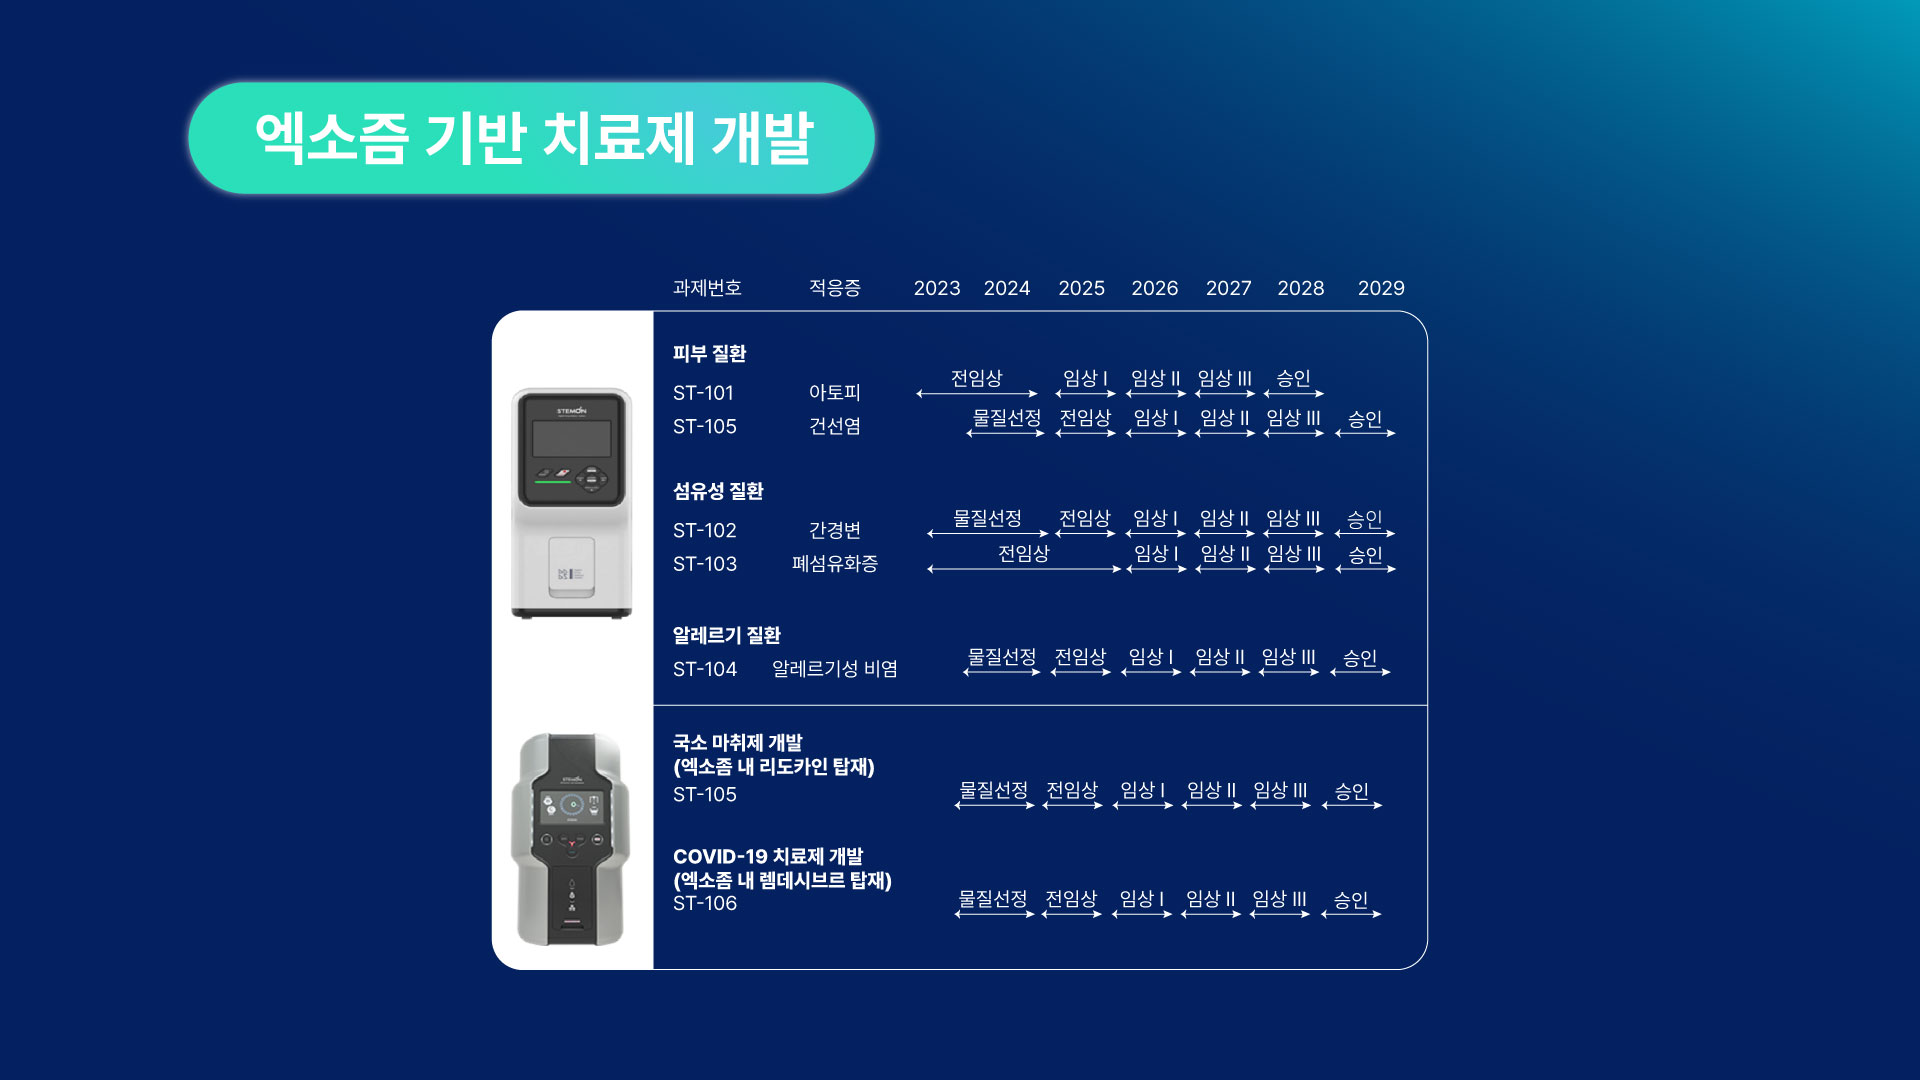 엑소즘 기반 치료제 개발
과제번호 적응증 2023 2024 2025 2026 2027 2028 2029
피부 질환
ST-101 아토피 전임상 임상 I 임상 II 임상 III 승인
ST-105 건선염 물질선정 전임상 임상 I 임상 II 임상 III 승인
섬유성 질환
ST-102 간경변 물질선정 전임상 임상 I 임상 II 임상 III 승인
ST-103 폐섬유화증 전임상 임상 I 임상 II 임상 III 승인
알레르기 질환
ST-104 알레르기성 비염 물질선정 전임상 임상 I 임상 II 임상 III 승인
국소 마취제 개발
(엑소좀 내 리도카인 탑재)
ST-105 물질선정 전임상 임상 I 임상 II 임상 III 승인
COVID-19 치료제 개발
(엑소좀 내 렘데시브르 탑재)
ST-106 물질선정 전임상 임상 I 임상 II 임상 III 승인
STEMON
STEMON